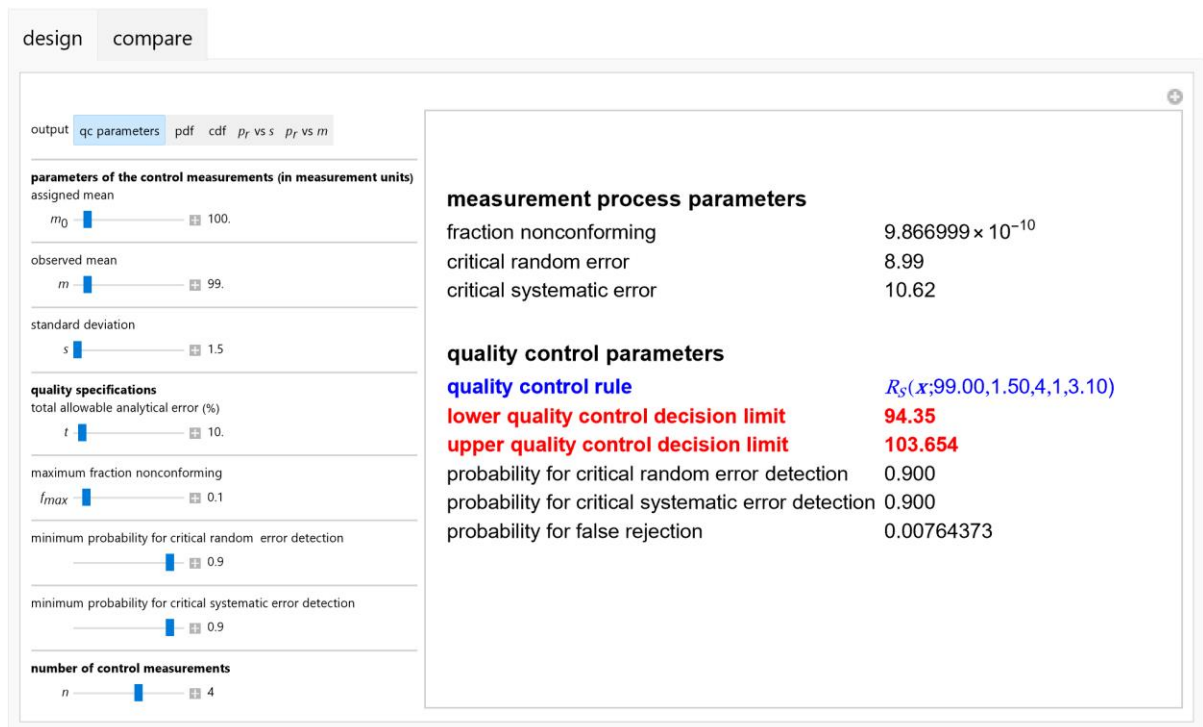 design compare
output qc parameters pdf cdf pᵣ vs s pᵣ vs m
parameters of the control measurements (in measurement units)
assigned mean
m₀ 100.
observed mean
m 99.
standard deviation
s 1.5
quality specifications
total allowable analytical error (%)
t 10.
maximum fraction nonconforming
fₘₐₓ 0.1
minimum probability for critical random error detection
0.9
minimum probability for critical systematic error detection
0.9
number of control measurements
n 4
measurement process parameters
fraction nonconforming 9.866999 × 10⁻¹⁰
critical random error 8.99
critical systematic error 10.62
quality control parameters
quality control rule R_S(x;99.00,1.50,4,1,3.10)
lower quality control decision limit 94.35
upper quality control decision limit 103.654
probability for critical random error detection 0.900
probability for critical systematic error detection 0.900
probability for false rejection 0.00764373